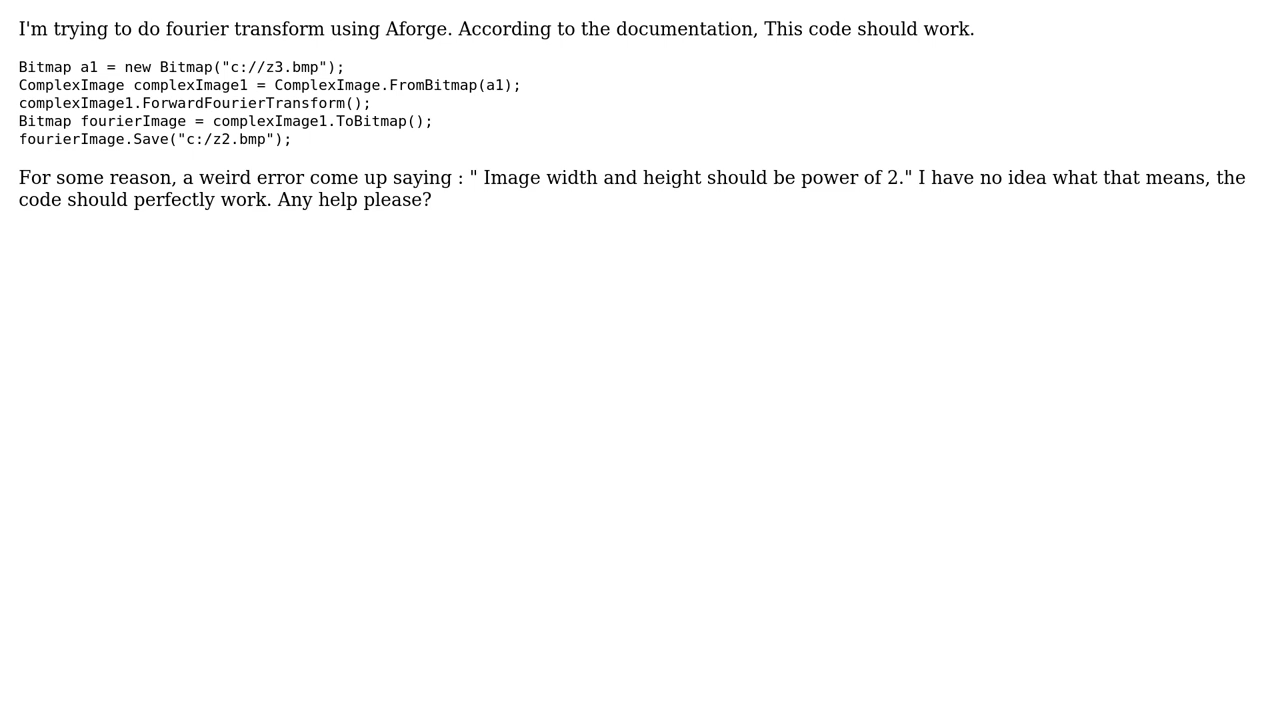 I'm trying to do fourier transform using Aforge. According to the documentation, This code should work.
Bitmap a1 = new Bitmap("c://z3.bmp");
ComplexImage complexImage1 = ComplexImage.FromBitmap(a1);
complexImage1.ForwardFourierTransform();
Bitmap fourierImage = complexImage1.ToBitmap();
fourierImage.Save("c:/z2.bmp");
For some reason, a weird error come up saying : " Image width and height should be power of 2." I have no idea what that means, the
code should perfectly work. Any help please?